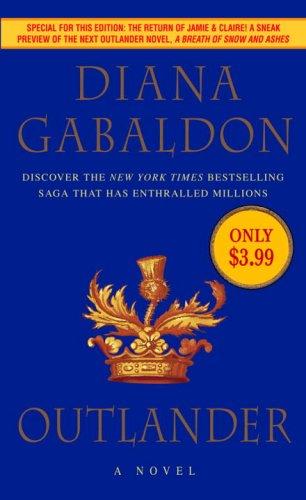 SPECIAL FOR THIS EDITION: THE RETURN OF JAMIE & CLAIRE! A SNEAK
PREVIEW OF THE NEXT OUTLANDER NOVEL, A BREATH OF SNOW AND ASHES
DIANA
GABALDON
DISCOVER THE NEW YORK TIMES BESTSELLING
SAGA THAT HAS ENTHRALLED MILLIONS
ONLY
$3.99
OUTLANDER
A NOVEL